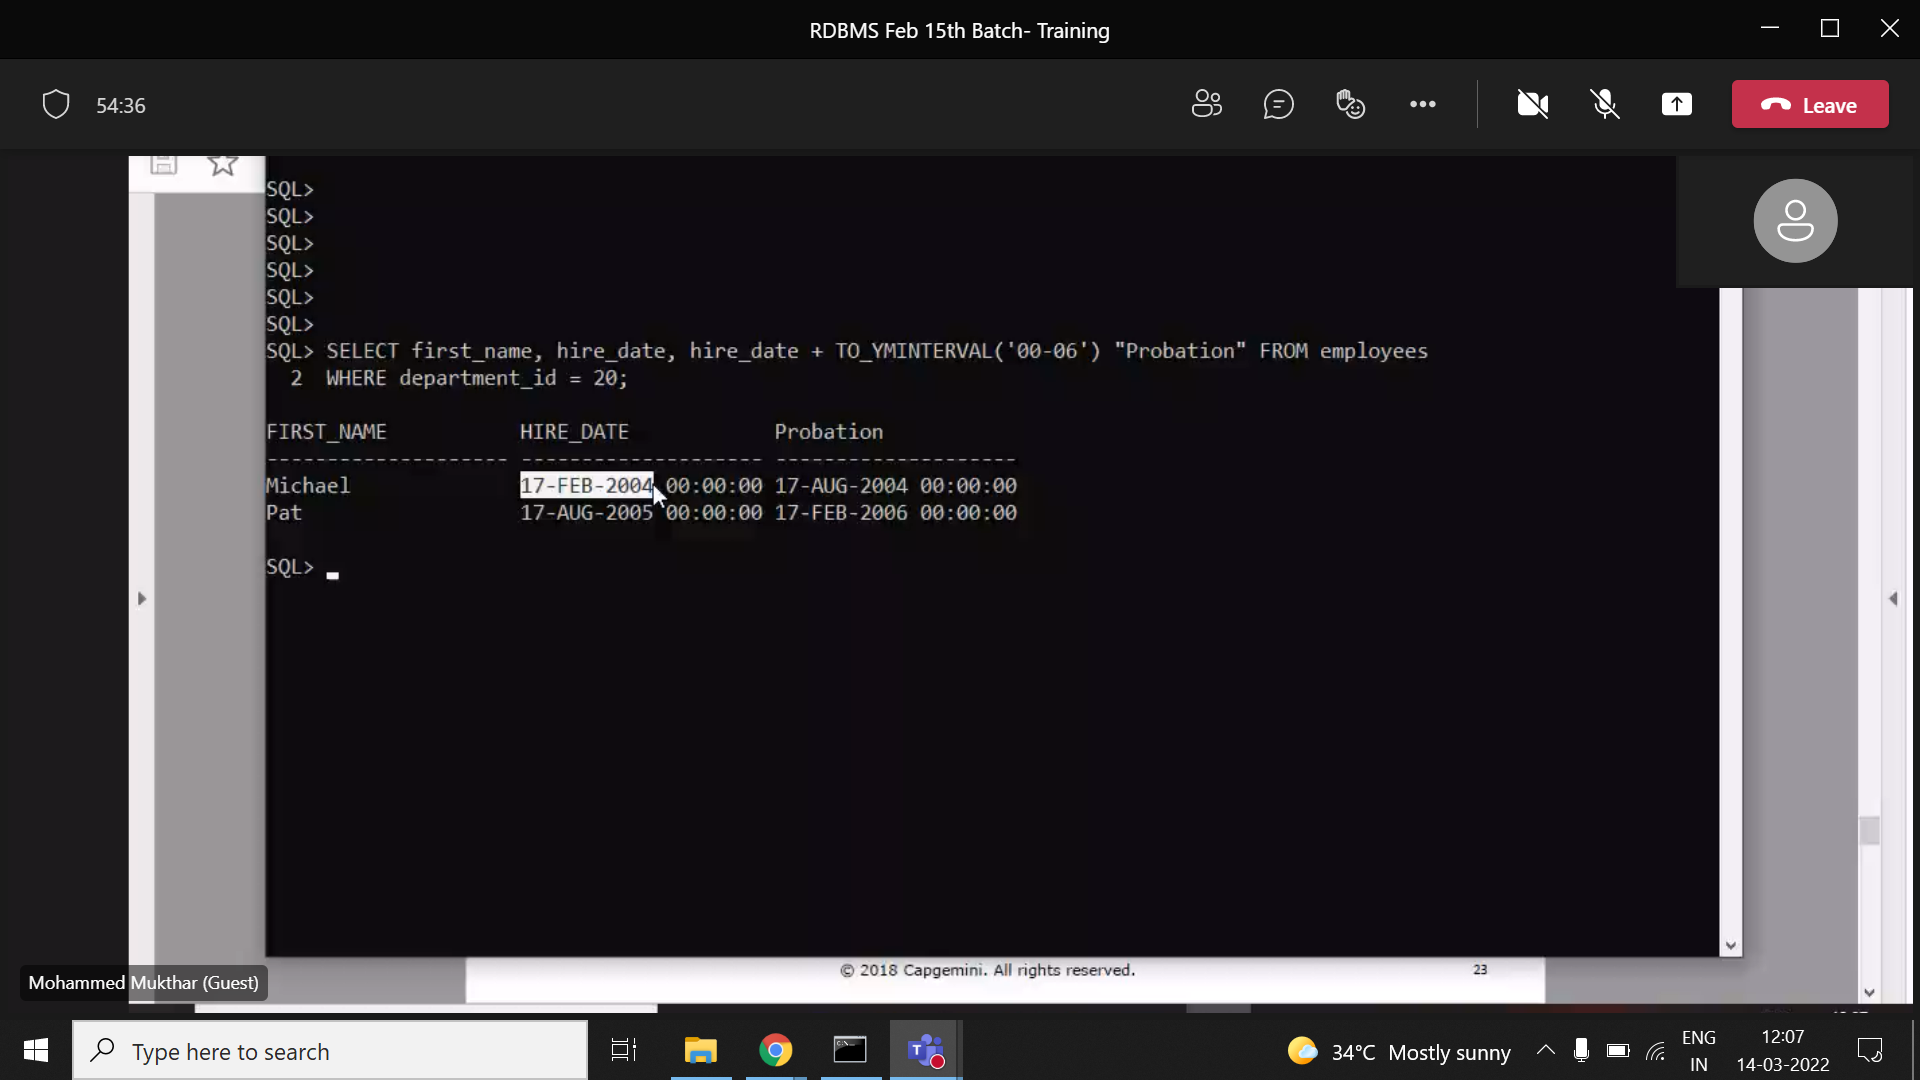 RDBMS Feb 15th Batch- Training
54:36
Leave
SQL>
SQL>
SQL>
SQL>
SQL>
SQL>
SQL> SELECT first_name, hire_date, hire_date + TO_YMINTERVAL('00-06') "Probation" FROM employees
2 WHERE department_id = 20;
FIRST_NAME HIRE_DATE Probation
-------------------- -------------------- --------------------
Michael 17-FEB-2004 00:00:00 17-AUG-2004 00:00:00
Pat 17-AUG-2005 00:00:00 17-FEB-2006 00:00:00
SQL>
© 2018 Capgemini. All rights reserved. 23
Mohammed Mukthar (Guest)
Type here to search
34°C Mostly sunny
ENG
IN
12:07
14-03-2022